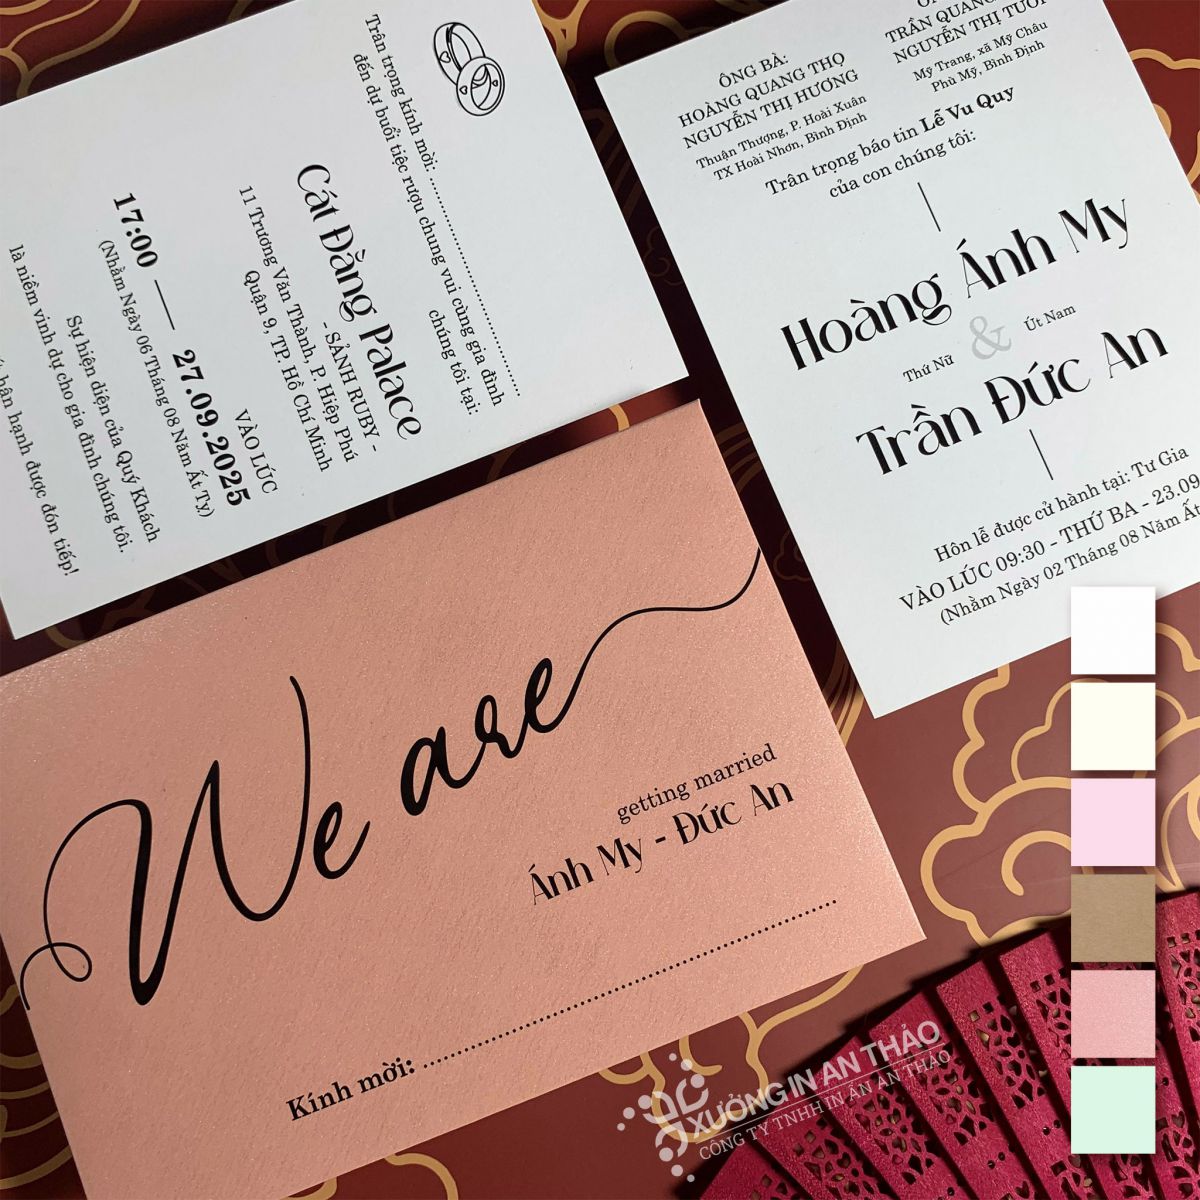 Trân trọng kính mời: ........................
đến dự buổi tiệc rượu chung vui cùng gia đình
chúng tôi tại:
Cát Đằng Palace
- SẢNH RUBY -
11 Trương Văn Thành, P. Hiệp Phú
Quận 9, TP. Hồ Chí Minh
VÀO LÚC
17:00 — 27.09.2025
(Nhằm Ngày 06 Tháng 08 Năm Ất Tỵ)
Sự hiện diện của Quý Khách
là niềm vinh dự cho gia đình chúng tôi.
hân hạnh được đón tiếp!
ÔNG BÀ:
HOÀNG QUANG THỌ
NGUYỄN THỊ HƯƠNG
Thuận Thượng, P. Hoài Xuân
TX Hoài Nhơn, Bình Định
TRẦN QUANG
NGUYỄN THỊ TƯƠI
Mỹ Trang, xã Mỹ Châu
Phù Mỹ, Bình Định
Trân trọng báo tin Lễ Vu Quy
của con chúng tôi:
Hoàng Ánh My
Thứ Nữ & Út Nam
Trần Đức An
Hôn lễ được cử hành tại: Tư Gia
VÀO LÚC 09:30 - THỨ BA - 23.09
(Nhằm Ngày 02 Tháng 08 Năm Ất
We are
getting married
Ánh My - Đức An
Kính mời: ........................
XƯỞNG IN AN THẢO
CÔNG TY TNHH IN ẤN AN THẢO